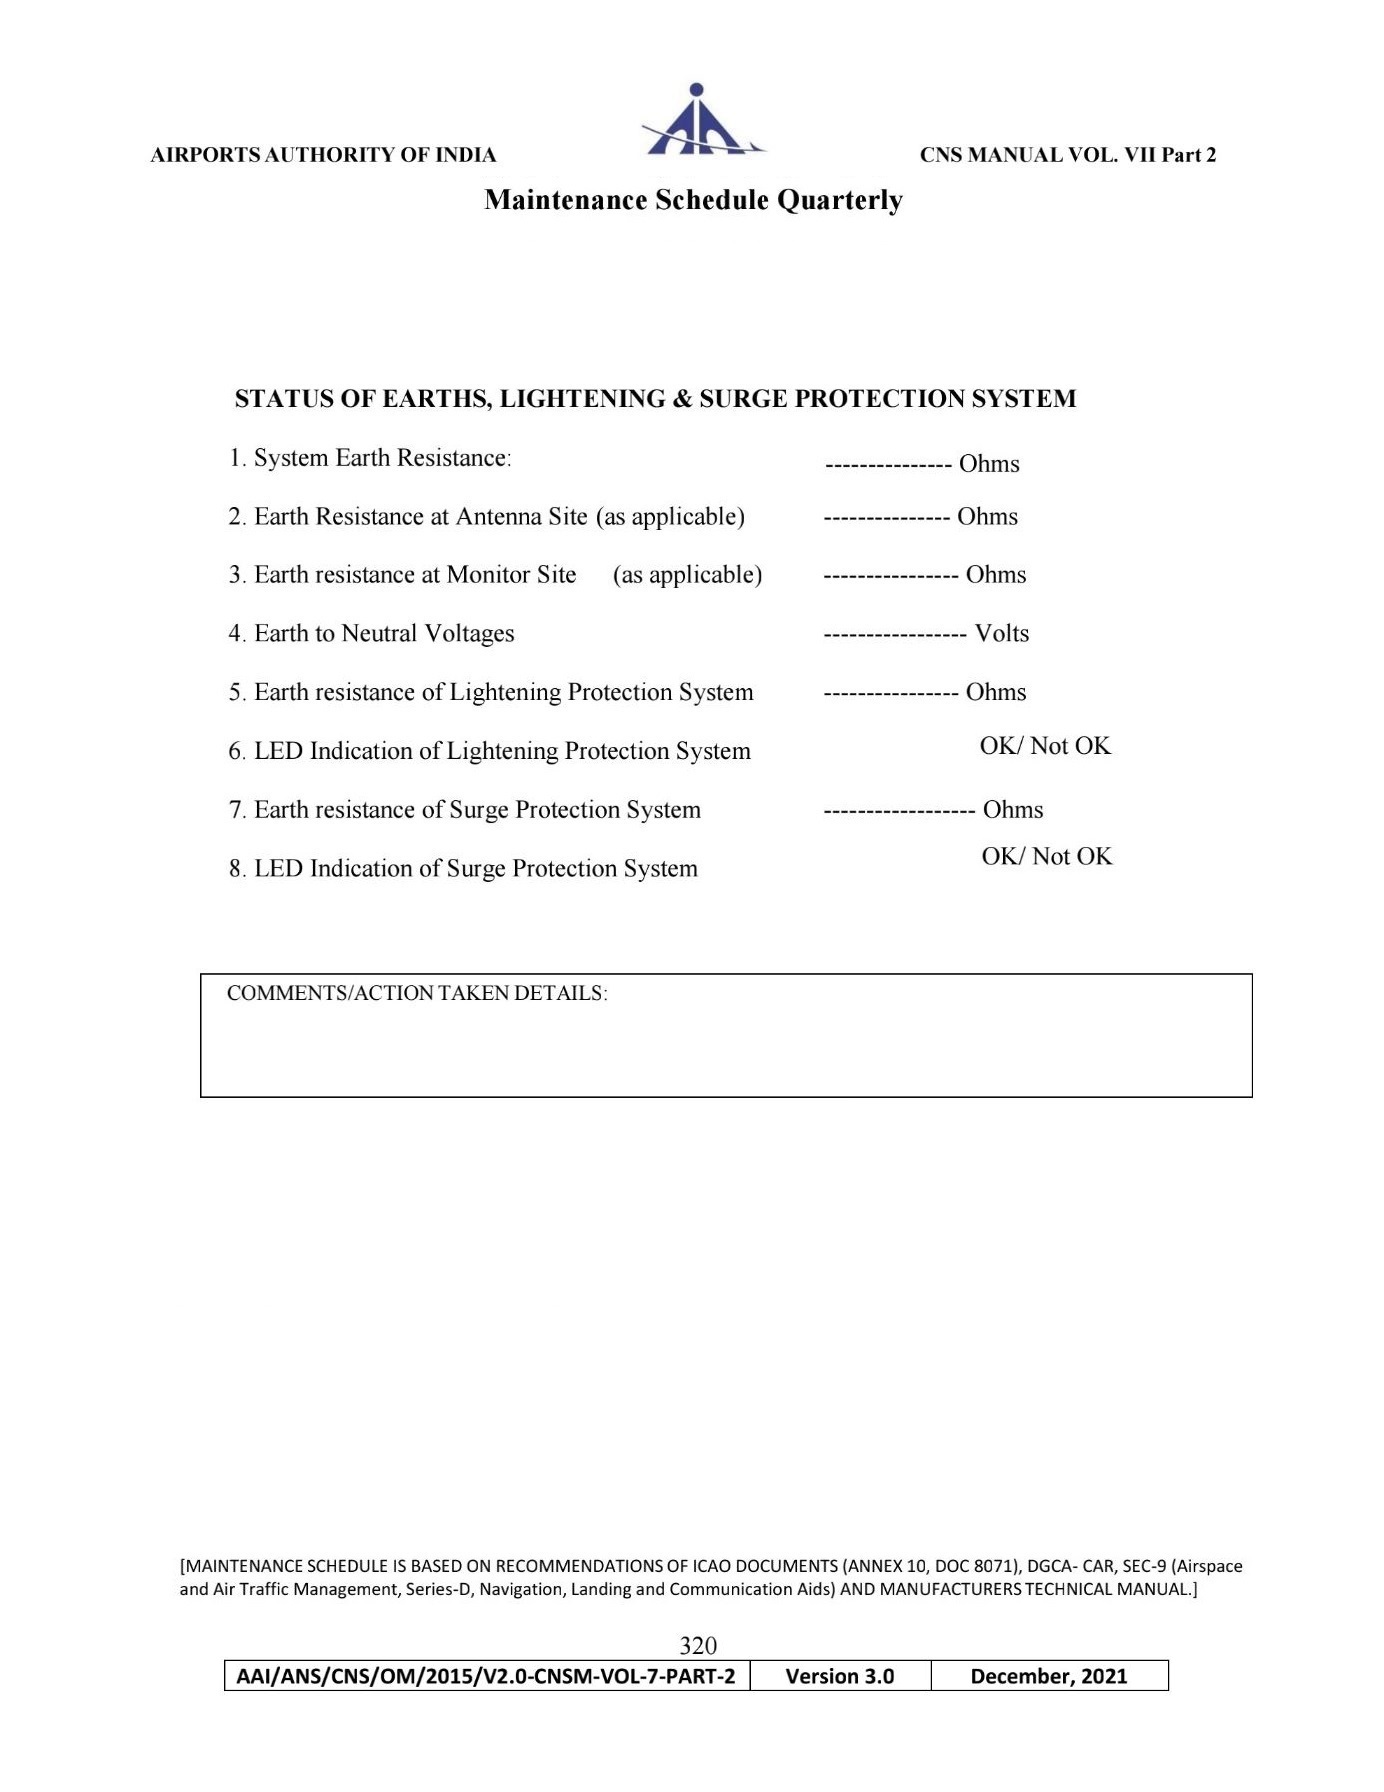 AIRPORTS AUTHORITY OF INDIA
CNS MANUAL VOL. VII Part 2
Maintenance Schedule Quarterly
STATUS OF EARTHS, LIGHTENING & SURGE PROTECTION SYSTEM
1. System Earth Resistance: --------------- Ohms
2. Earth Resistance at Antenna Site (as applicable) --------------- Ohms
3. Earth resistance at Monitor Site (as applicable) ---------------- Ohms
4. Earth to Neutral Voltages ----------------- Volts
5. Earth resistance of Lightening Protection System ---------------- Ohms
6. LED Indication of Lightening Protection System OK/ Not OK
7. Earth resistance of Surge Protection System ------------------ Ohms
8. LED Indication of Surge Protection System OK/ Not OK
COMMENTS/ACTION TAKEN DETAILS:
[MAINTENANCE SCHEDULE IS BASED ON RECOMMENDATIONS OF ICAO DOCUMENTS (ANNEX 10, DOC 8071), DGCA- CAR, SEC-9 (Airspace
and Air Traffic Management, Series-D, Navigation, Landing and Communication Aids) AND MANUFACTURERS TECHNICAL MANUAL.]
320
AAI/ANS/CNS/OM/2015/V2.0-CNSM-VOL-7-PART-2 Version 3.0 December, 2021